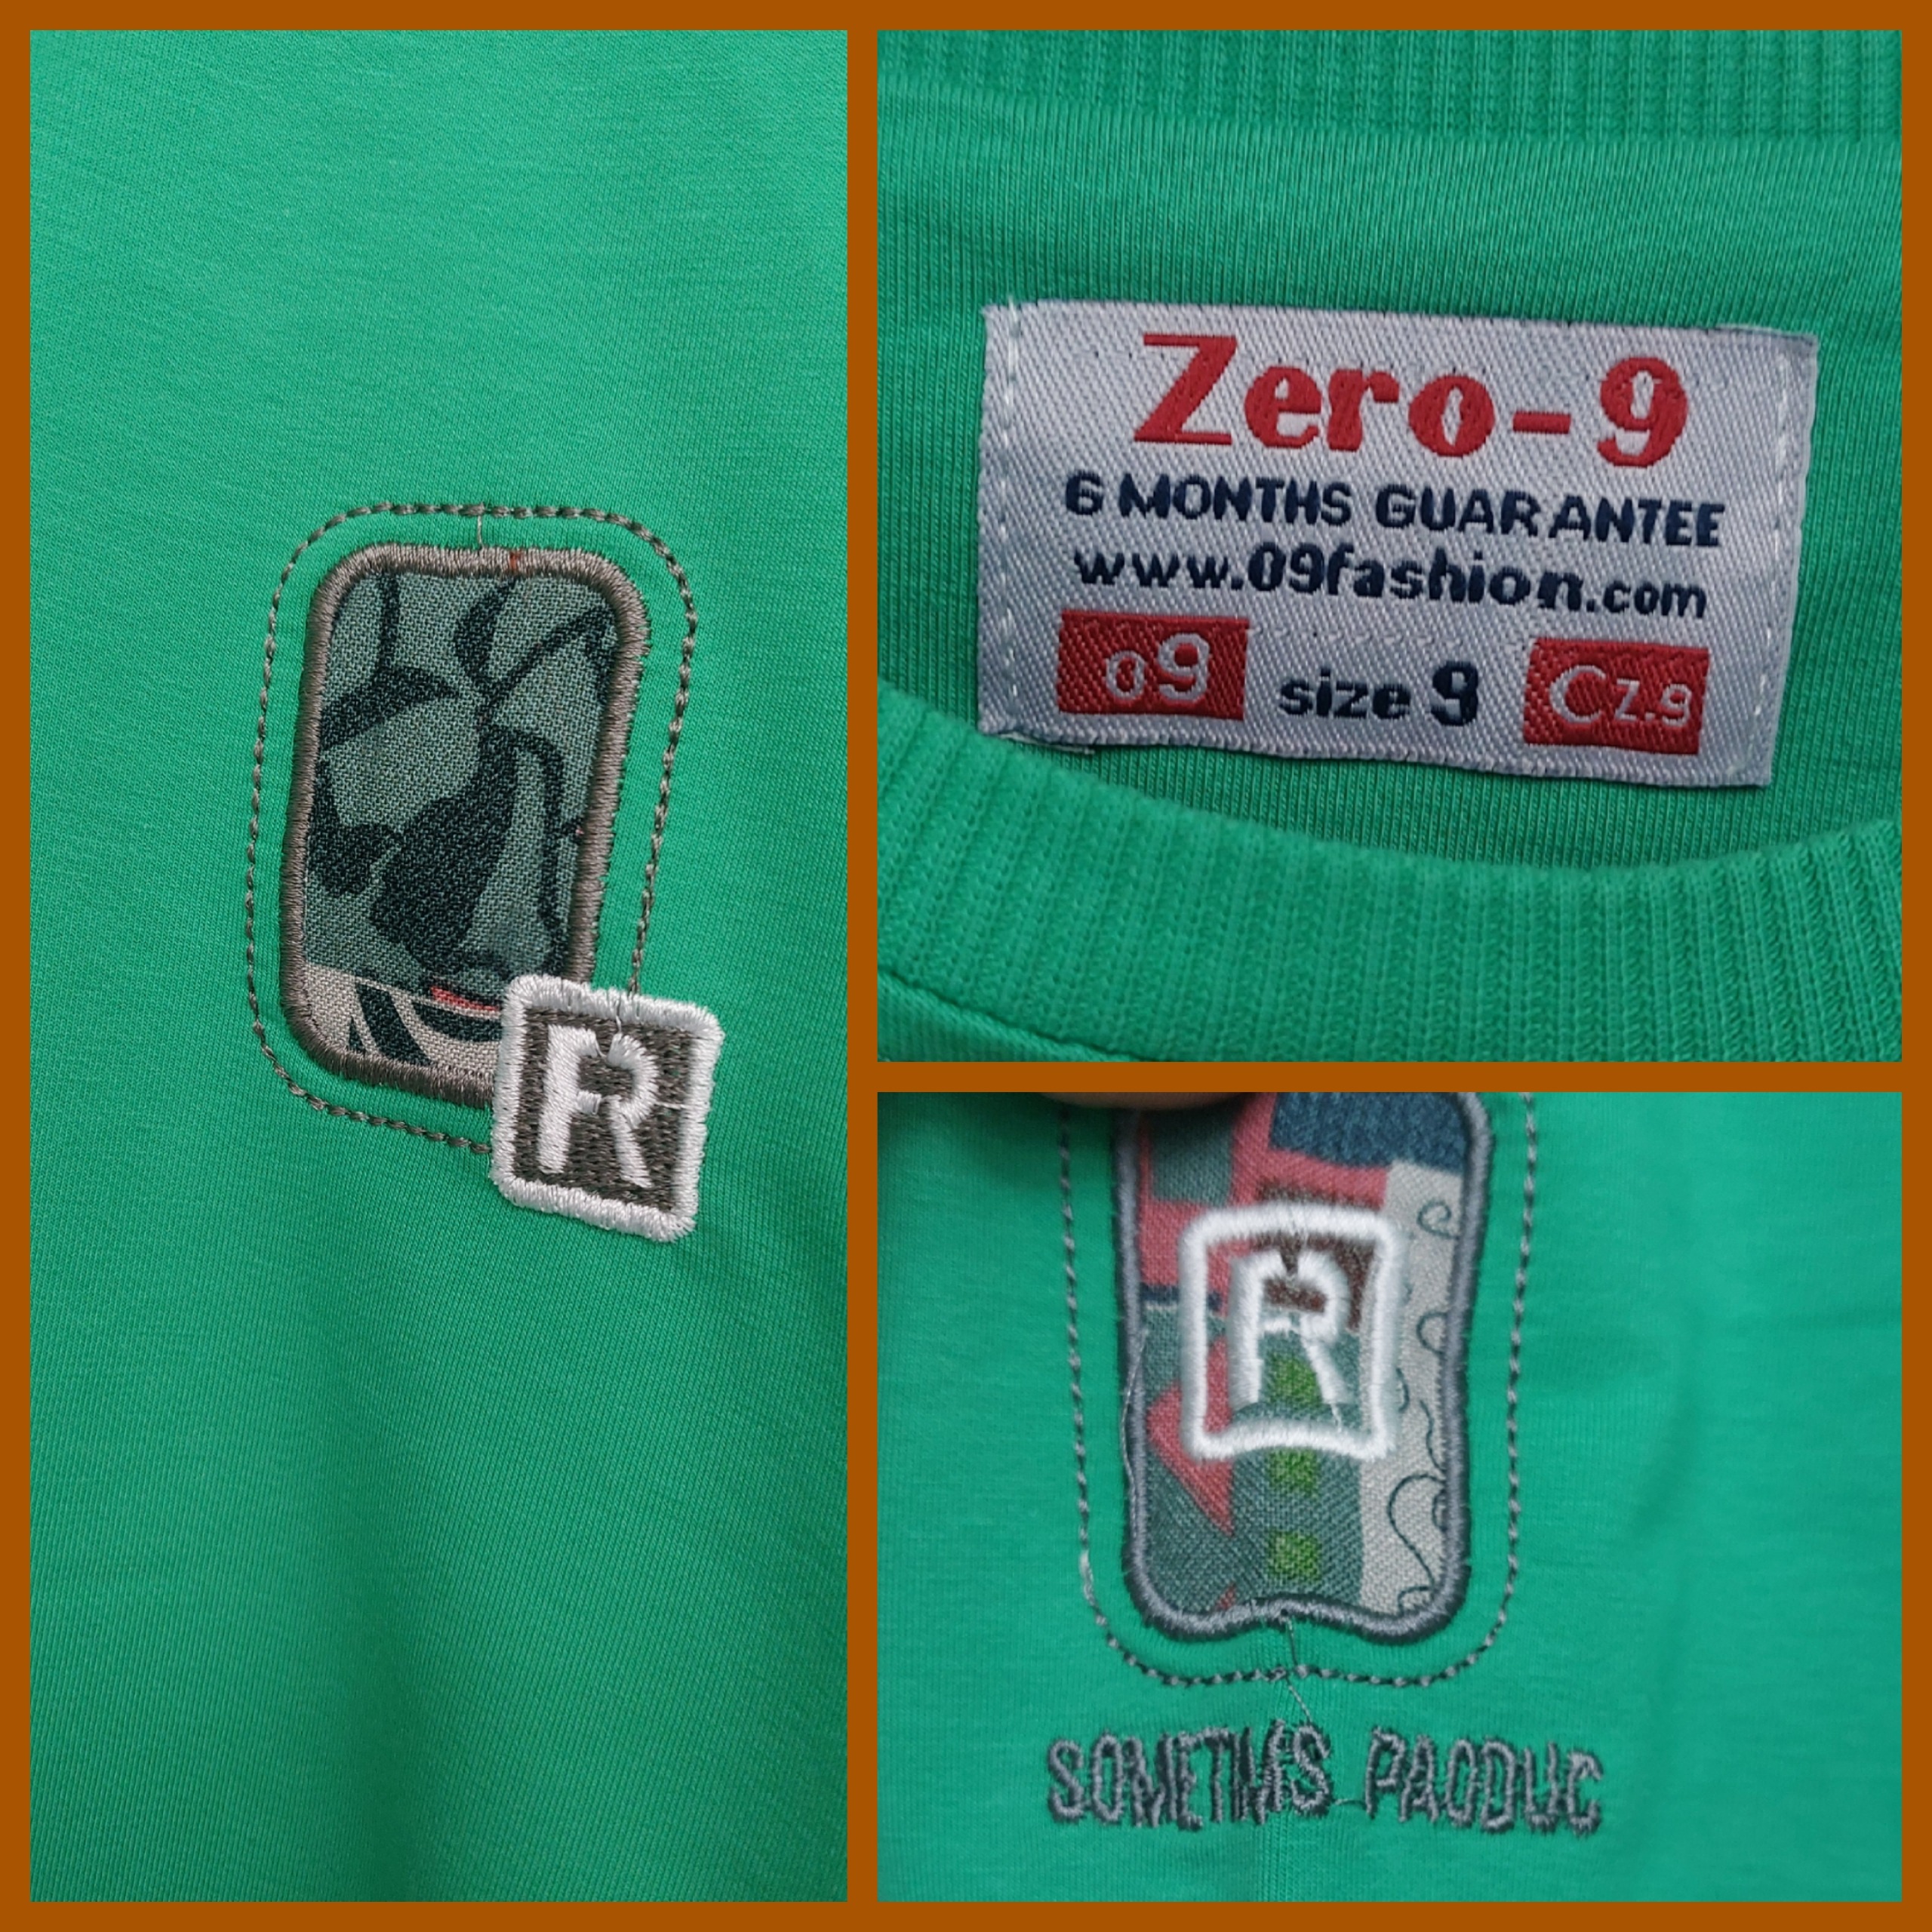 R
Zero-9
6 MONTHS GUARANTEE
www.09fashion.com
09 size 9 CZ.9
R
SOMETIMS PAODUC